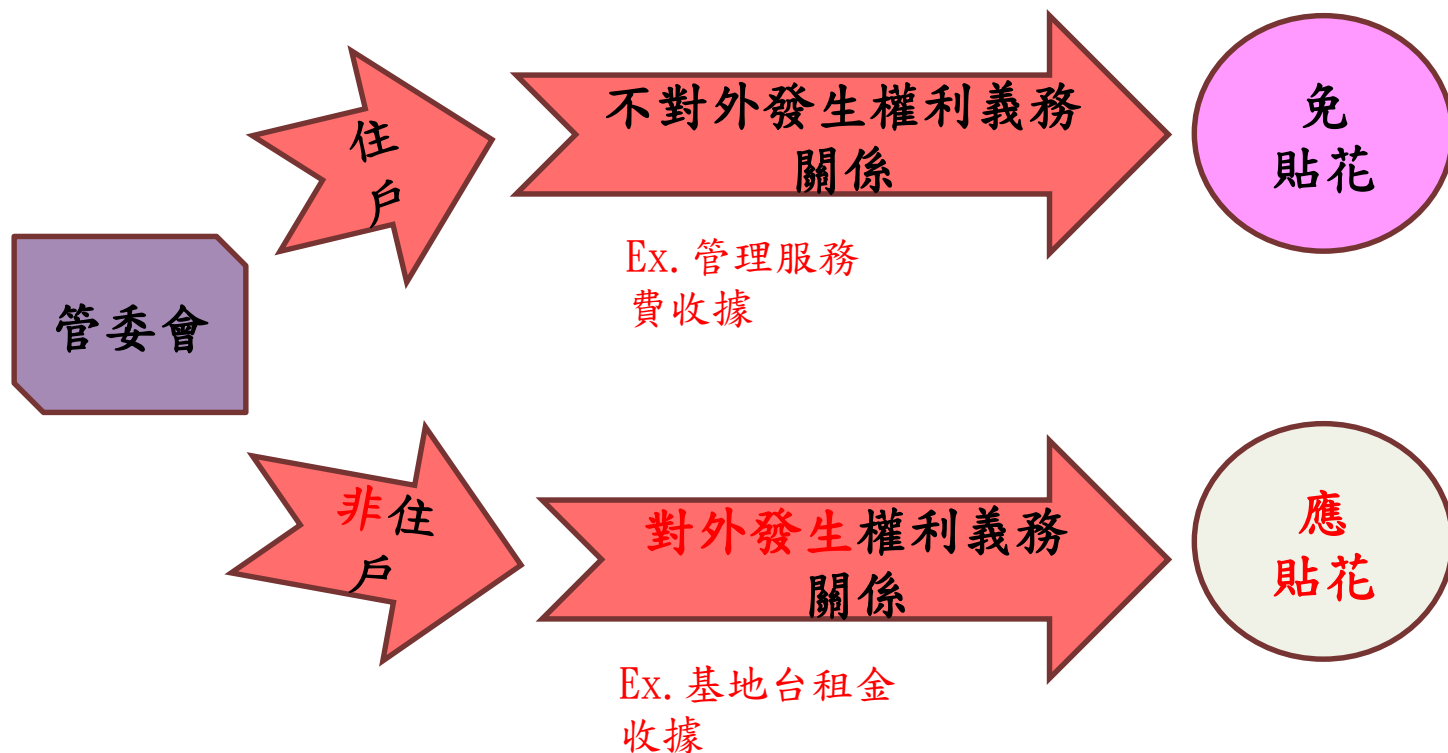 管委會
住
戶
不對外發生權利義務
關係
Ex. 管理服務
費收據
免
貼花
非住
戶
對外發生權利義務
關係
Ex. 基地台租金
收據
應
貼花